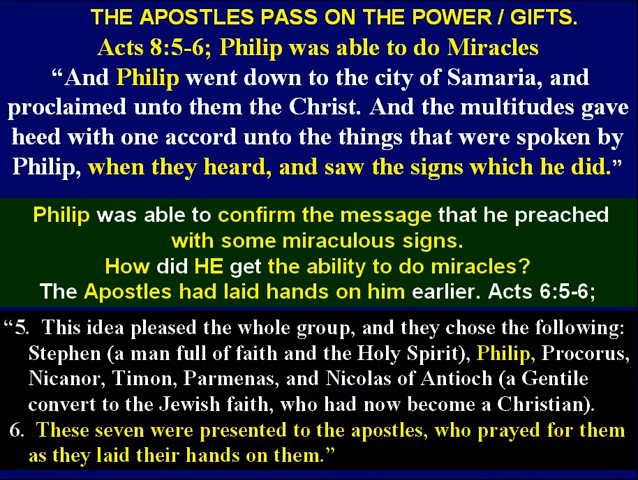 THE APOSTLES PASS ON THE POWER / GIFTS.
Acts 8:5-6; Philip was able to do Miracles
“And Philip went down to the city of Samaria, and
proclaimed unto them the Christ. And the multitudes gave
heed with one accord unto the things that were spoken by
Philip, when they heard, and saw the signs which he did.”
Philip was able to confirm the message that he preached
with some miraculous signs.
How did HE get the ability to do miracles?
The Apostles had laid hands on him earlier. Acts 6:5-6;
“5. This idea pleased the whole group, and they chose the following:
Stephen (a man full of faith and the Holy Spirit), Philip, Procorus,
Nicanor, Timon, Parmenas, and Nicolas of Antioch (a Gentile
convert to the Jewish faith, who had now become a Christian).
6. These seven were presented to the apostles, who prayed for them
as they laid their hands on them.”